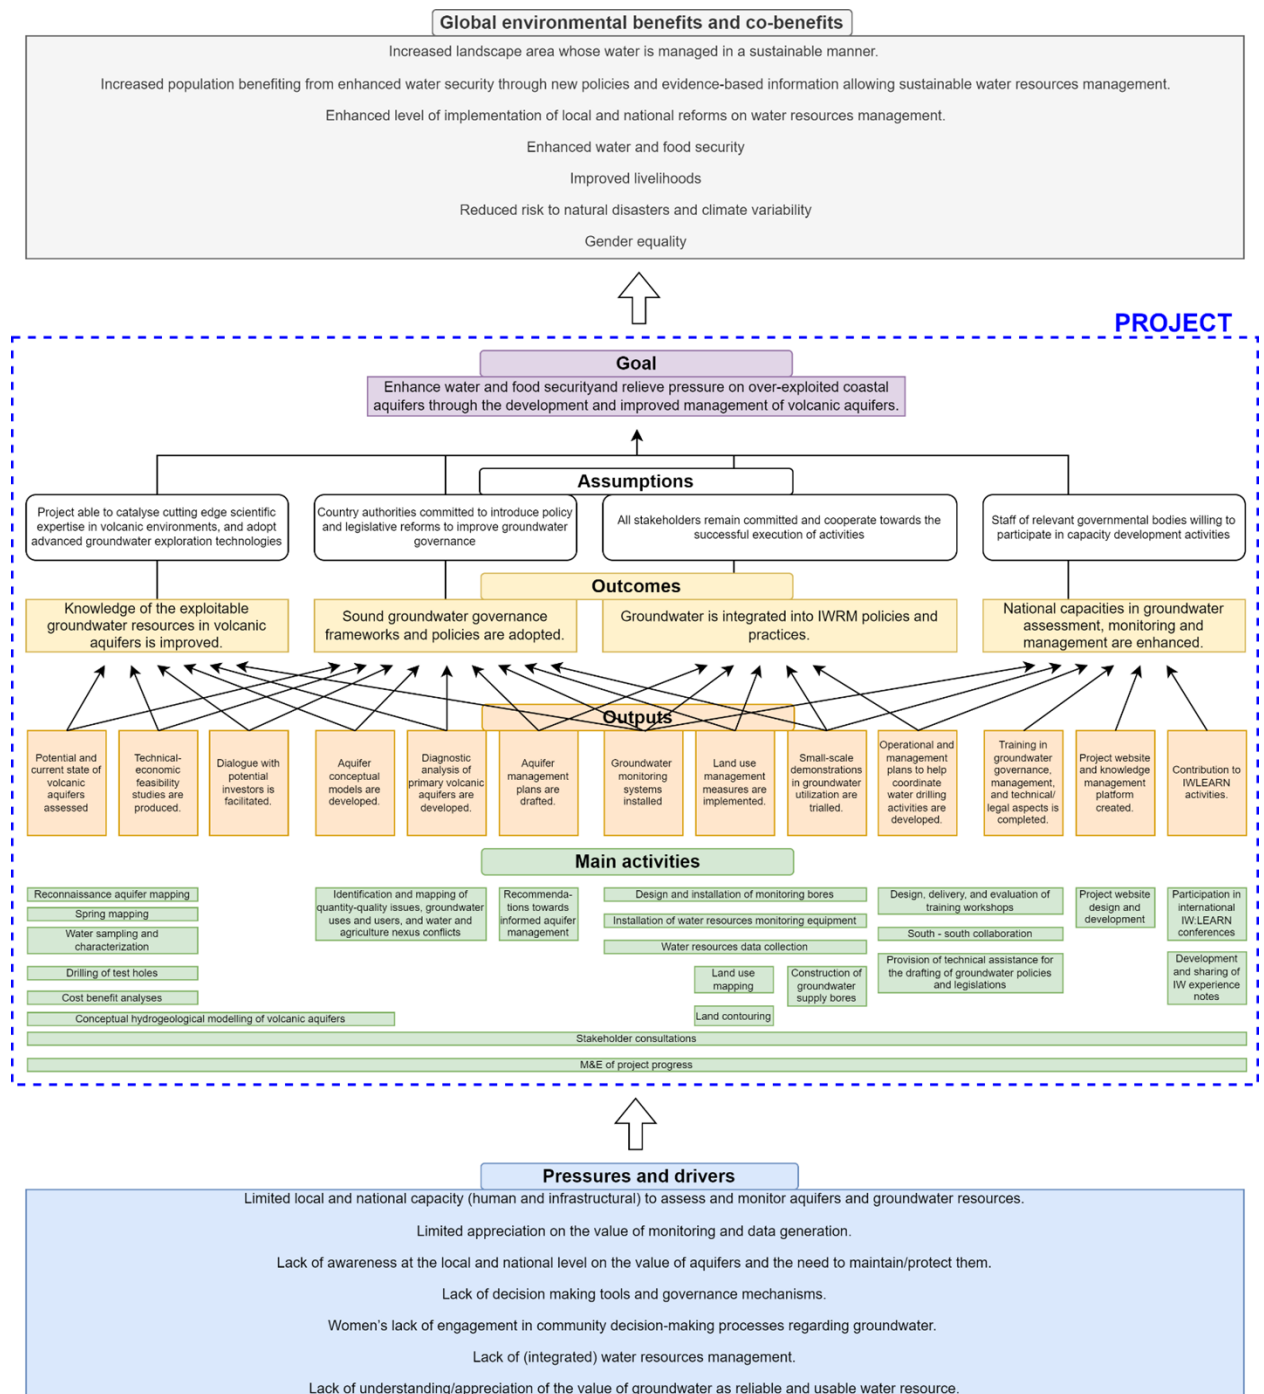 Global environmental benefits and co-benefits
Increased landscape area whose water is managed in a sustainable manner.
Increased population benefiting from enhanced water security through new policies and evidence-based information allowing sustainable water resources management.
Enhanced level of implementation of local and national reforms on water resources management.
Enhanced water and food security
Improved livelihoods
Reduced risk to natural disasters and climate variability
Gender equality
PROJECT
Goal
Enhance water and food securityand relieve pressure on over-exploited coastal
aquifers through the development and improved management of volcanic aquifers.
Assumptions
Project able to catalyse cutting edge scientific
expertise in volcanic environments, and adopt
advanced groundwater exploration technologies
Country authorities committed to introduce policy
and legislative reforms to improve groundwater
governance
All stakeholders remain committed and cooperate towards the
successful execution of activities
Staff of relevant governmental bodies willing to
participate in capacity development activities
Outcomes
Knowledge of the exploitable
groundwater resources in volcanic
aquifers is improved.
Sound groundwater governance
frameworks and policies are adopted.
Groundwater is integrated into IWRM policies and
practices.
National capacities in groundwater
assessment, monitoring and
management are enhanced.
Outputs
Potential and
current state of
volcanic
aquifers
assessed
Technical-
economic
feasibility
studies are
produced.
Dialogue with
potential
investors is
facilitated.
Aquifer
conceptual
models are
developed.
Diagnostic
analysis of
primary volcanic
aquifers are
developed.
Aquifer
management
plans are
drafted.
Groundwater
monitoring
systems
installed
Land use
management
measures are
implemented.
Small-scale
demonstrations
in groundwater
utilization are
trialled.
Operational and
management
plans to help
coordinate
water drilling
activities are
developed.
Training in
groundwater
governance,
management,
and technical/
legal aspects is
completed.
Project website
and knowledge
management
platform
created.
Contribution to
IWLEARN
activities.
Main activities
Reconnaissance aquifer mapping
Spring mapping
Water sampling and
characterization
Drilling of test holes
Cost benefit analyses
Conceptual hydrogeological modelling of volcanic aquifers
Identification and mapping of
quantity-quality issues, groundwater
uses and users, and water and
agriculture nexus conflicts
Recommenda-
tions towards
informed aquifer
management
Design and installation of monitoring bores
Installation of water resources monitoring equipment
Water resources data collection
Land use
mapping
Land contouring
Construction of
groundwater
supply bores
Design, delivery, and evaluation of
training workshops
South - south collaboration
Provision of technical assistance for
the drafting of groundwater policies
and legislations
Project website
design and
development
Participation in
international
IW:LEARN
conferences
Development
and sharing of
IW experience
notes
Stakeholder consultations
M&E of project progress
Pressures and drivers
Limited local and national capacity (human and infrastructural) to assess and monitor aquifers and groundwater resources.
Limited appreciation on the value of monitoring and data generation.
Lack of awareness at the local and national level on the value of aquifers and the need to maintain/protect them.
Lack of decision making tools and governance mechanisms.
Women's lack of engagement in community decision-making processes regarding groundwater.
Lack of (integrated) water resources management.
Lack of understanding/appreciation of the value of groundwater as reliable and usable water resource.